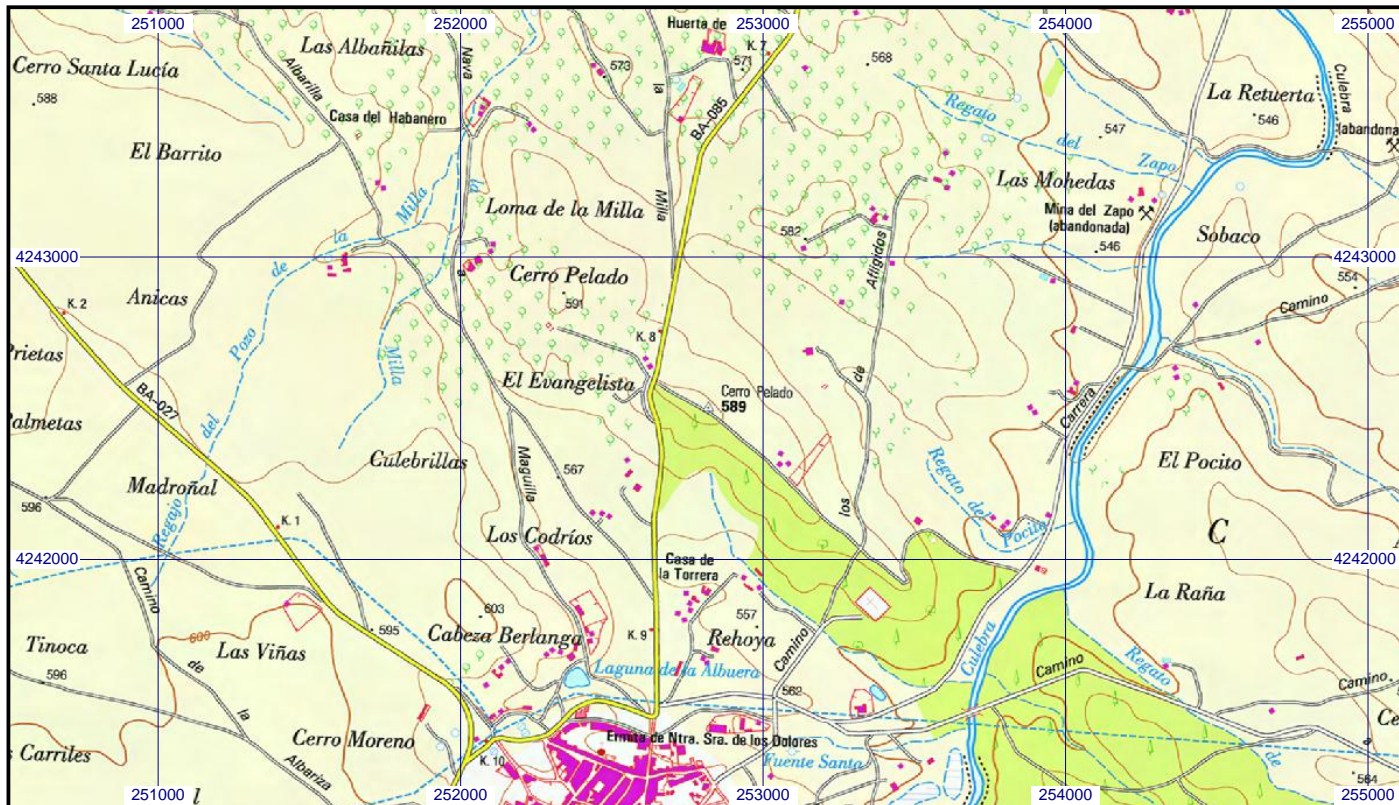 251000 252000 253000 254000 255000
Huerta de
la
Milla
Las Albañilas
Albarilla
Nava
573
K. 7
571
568
Cerro Santa Lucía
588
La Retuerta
546
Culebra
Casa del Habanero
BA-085
Regato
del
Zapo
547
El Barrito
Las Mohedas
Milla
la
de
Pozo
del
Regajo
la
Loma de la Milla
582
Afligidos
de
los
Mina del Zapo
(abandonada)
546
Sobaco
4243000
4243000
Cerro Pelado
591
554
Camino
Anicas
K. 2
K. 8
Milla
El Evangelista
Cerro Pelado
589
BA-027
Carrera
Culebrillas
Maguilla
567
El Pocito
Madroñal
596
K. 1
Regato del
Pocito
Los Codríos
C
4242000
4242000
Casa de
la Torrera
Camino
de
la
Albariza
603
557
La Raña
600
Las Viñas
595
Cabeza Berlanga
K. 9
Rehoya
Camino
Tinoca
596
Laguna de la Albuera
Culebra
Camino
Regato
de
562
Camino
Cerro Moreno
Ermita de Ntra. Sra. de los Dolores
K. 10
Fuente Santa
Carriles
564
251000 252000 253000 254000 255000